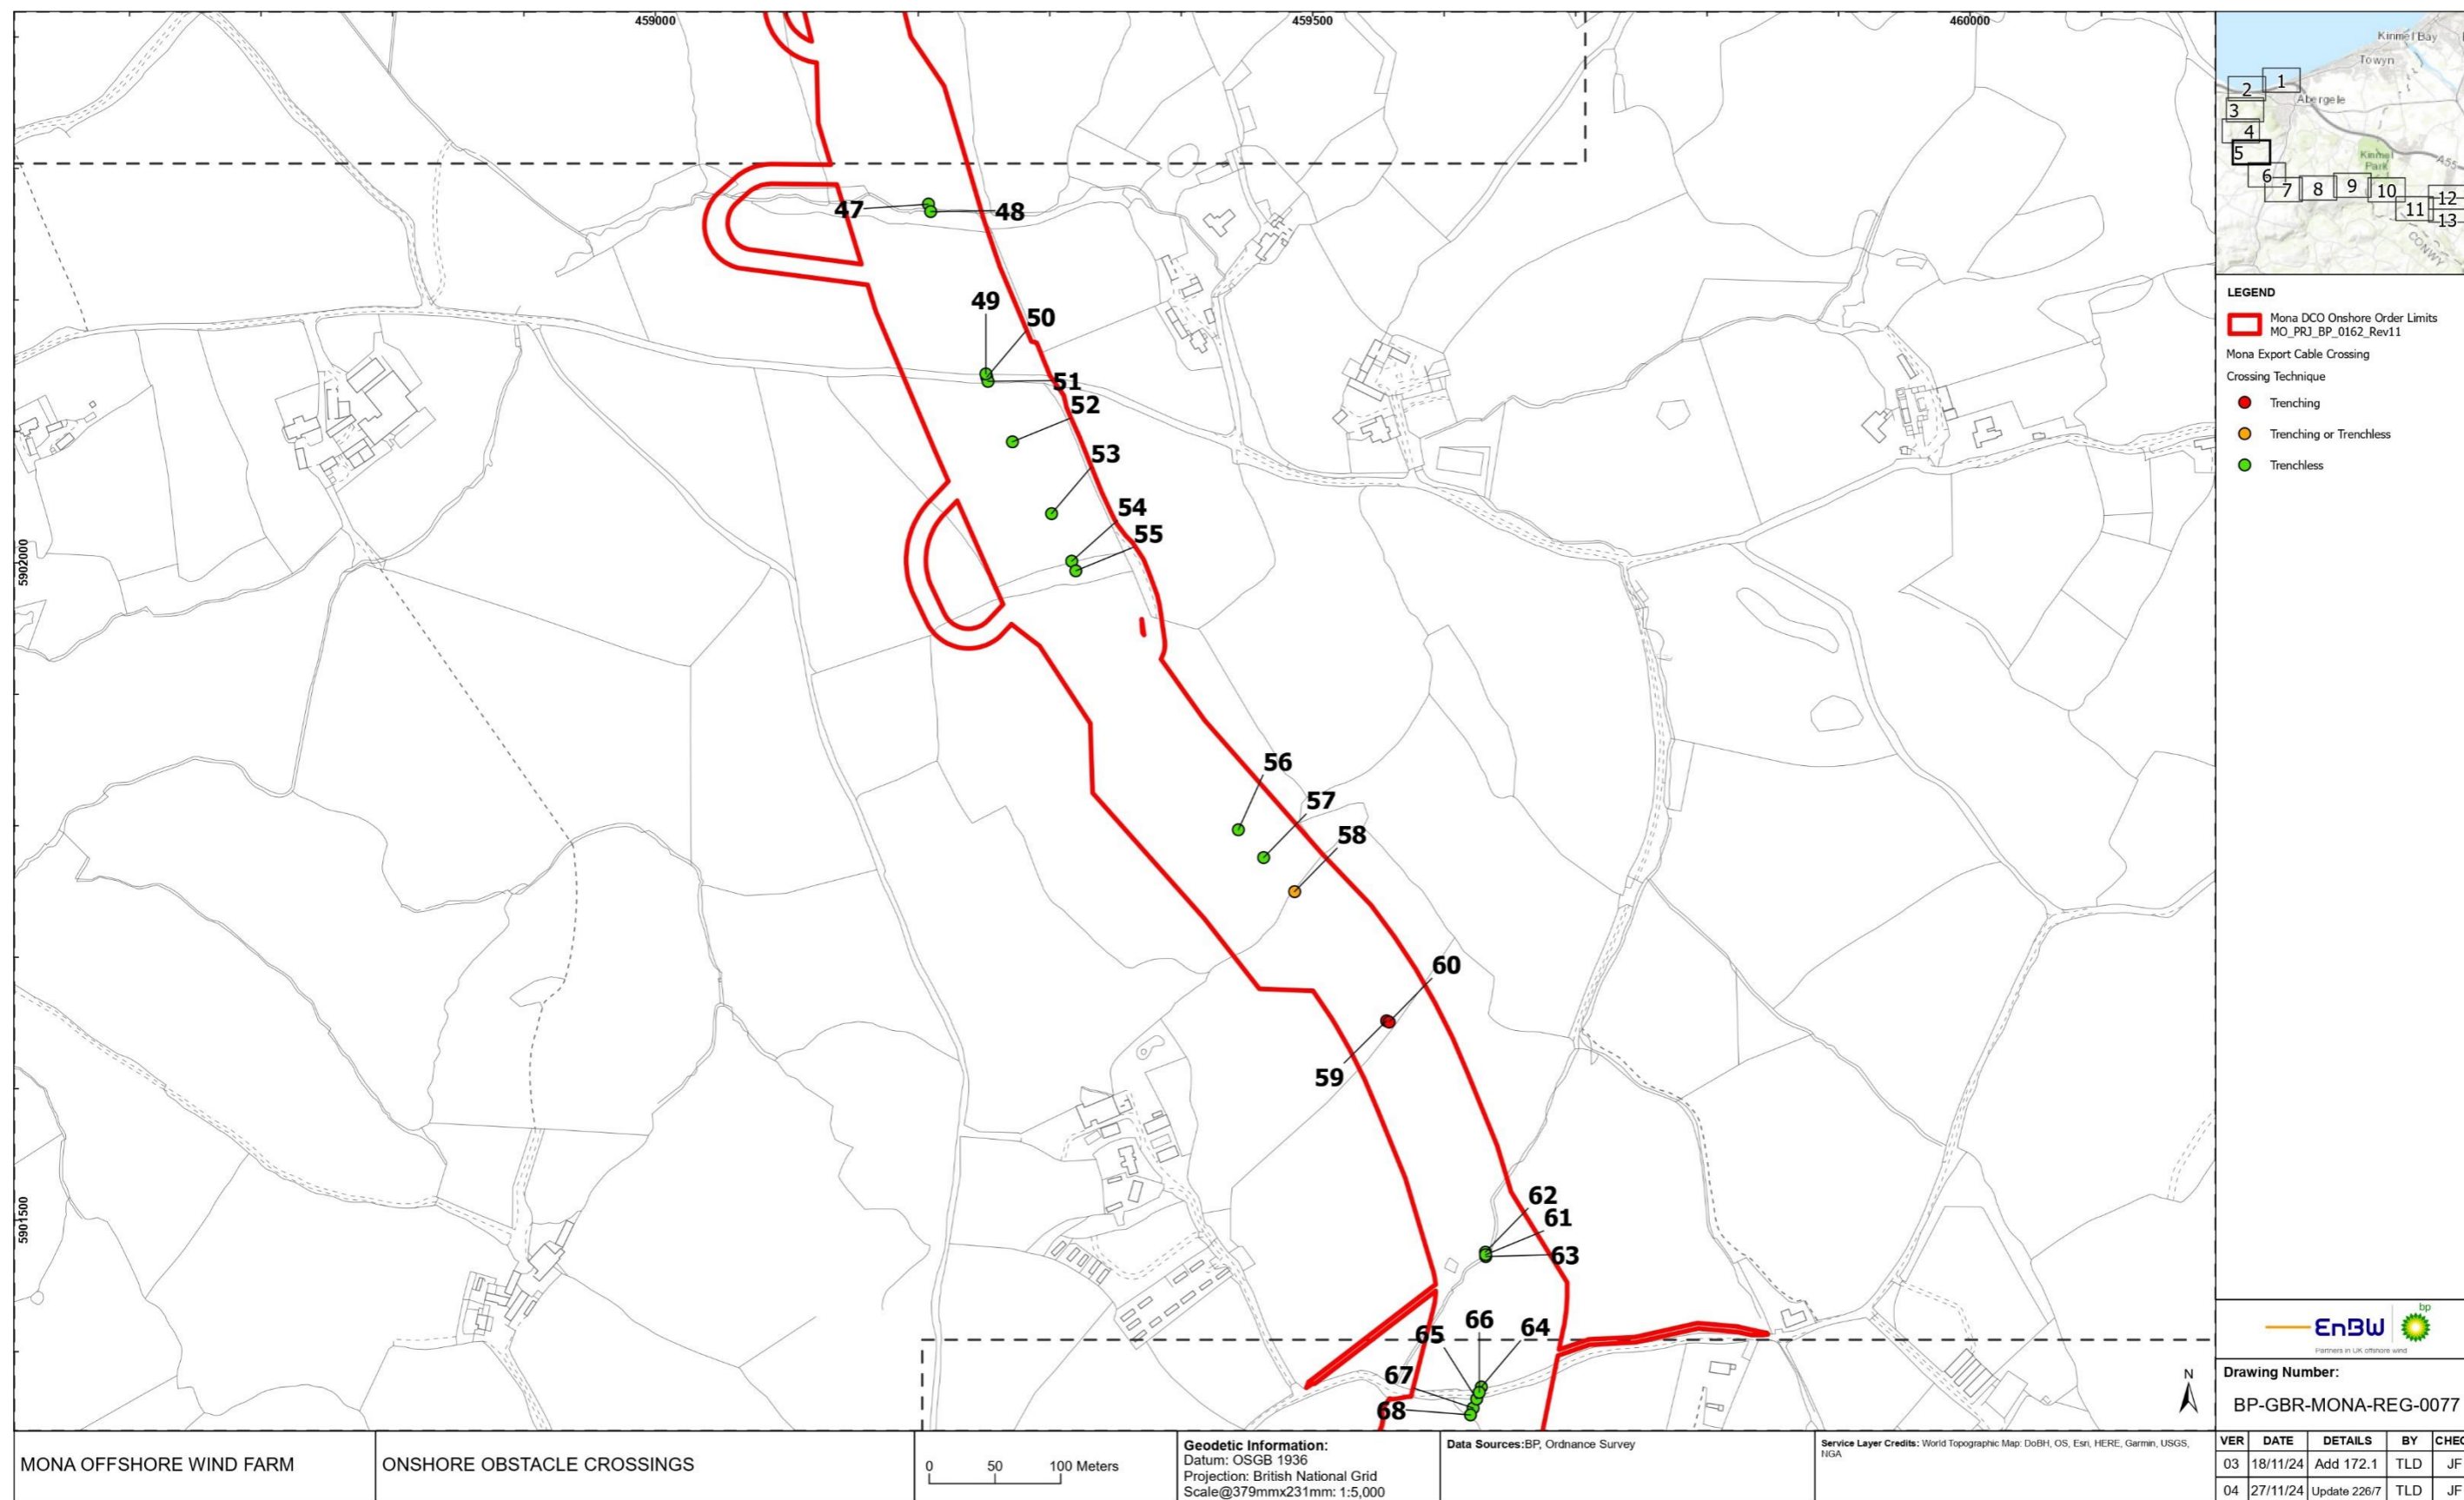 459000
459500
460000
5902000
5901500
47
48
49
50
51
52
53
54
55
56
57
58
60
59
62
61
63
66
64
65
67
68
N
Kinmel Bay
Towyn
Abergele
Kinmel
Park
A55
CONWY
1
2
3
4
5
6
7
8
9
10
11
12
13
LEGEND
Mona DCO Onshore Order Limits
MO_PRJ_BP_0162_Rev11
Mona Export Cable Crossing
Crossing Technique
Trenching
Trenching or Trenchless
Trenchless
EnBW
bp
Partners in UK offshore wind
Drawing Number:
BP-GBR-MONA-REG-0077
VER DATE DETAILS BY CHEC
03 18/11/24 Add 172.1 TLD JF
04 27/11/24 Update 226/7 TLD JF
MONA OFFSHORE WIND FARM
ONSHORE OBSTACLE CROSSINGS
0 50 100 Meters
Geodetic Information:
Datum: OSGB 1936
Projection: British National Grid
Scale@379mmx231mm: 1:5,000
Data Sources:BP, Ordnance Survey
Service Layer Credits: World Topographic Map: DoBH, OS, Esri, HERE, Garmin, USGS,
NGA